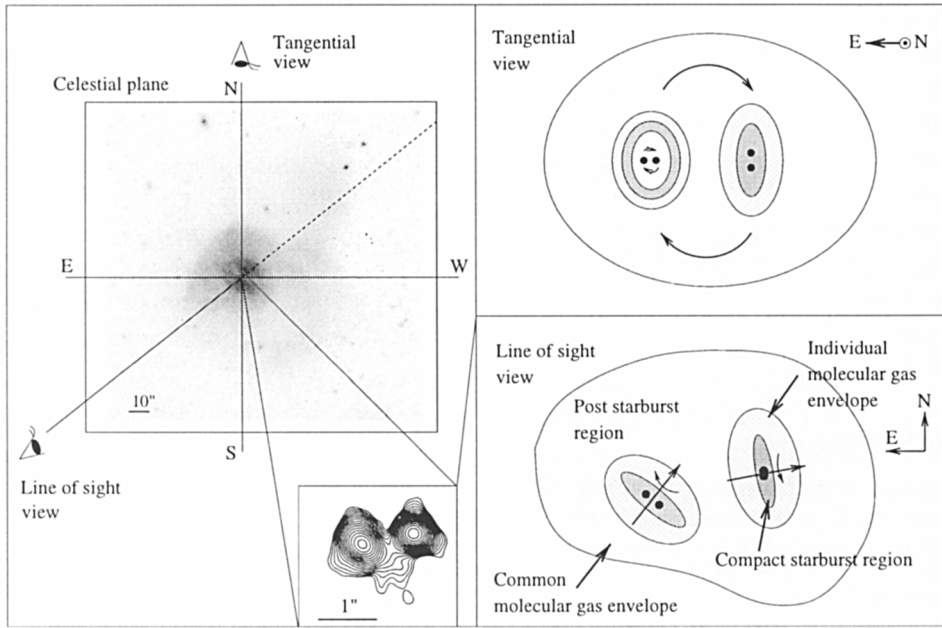 Tangential
view
N
Celestial plane
E
W
10"
S
Line of sight
view
1"
Tangential
view
E
N
Line of sight
view
Individual
molecular gas
envelope
Post starburst
region
N
E
Compact starburst region
Common
molecular gas envelope